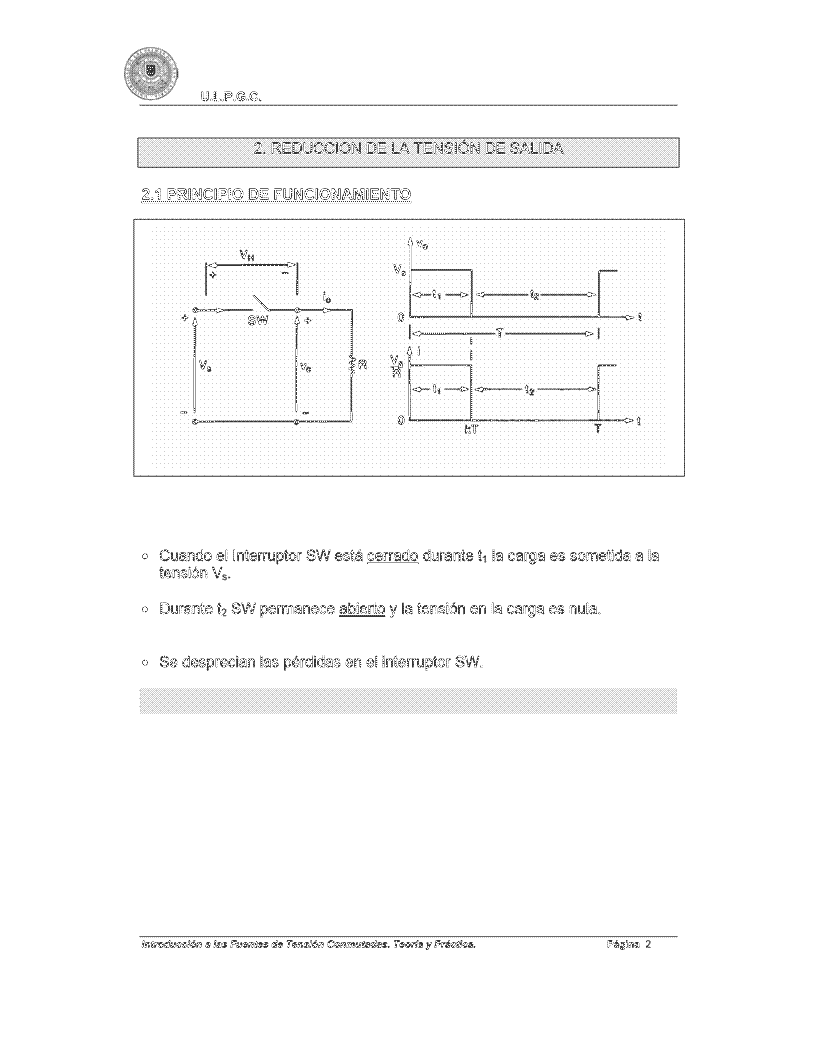 U.L.P.G.C.
2. REDUCCION DE LA TENSIÓN DE SALIDA
2.1 PRINCIPIO DE FUNCIONAMIENTO
V_H
+ −
SW
i_o
+ +
V_s
v_o
R
− −
v_o
V_s
t_1 t_2
0 t
T
i
V_s
R
t_1 t_2
0 t
kT T
o Cuando el Interruptor SW está cerrado durante t_1 la carga es sometida a la
tensión V_s.
o Durante t_2 SW permanece abierto y la tensión en la carga es nula.
o Se desprecian las pérdidas en el interruptor SW.
Introducción a las Fuentes de Tensión Conmutadas. Teoría y Práctica. Página 2